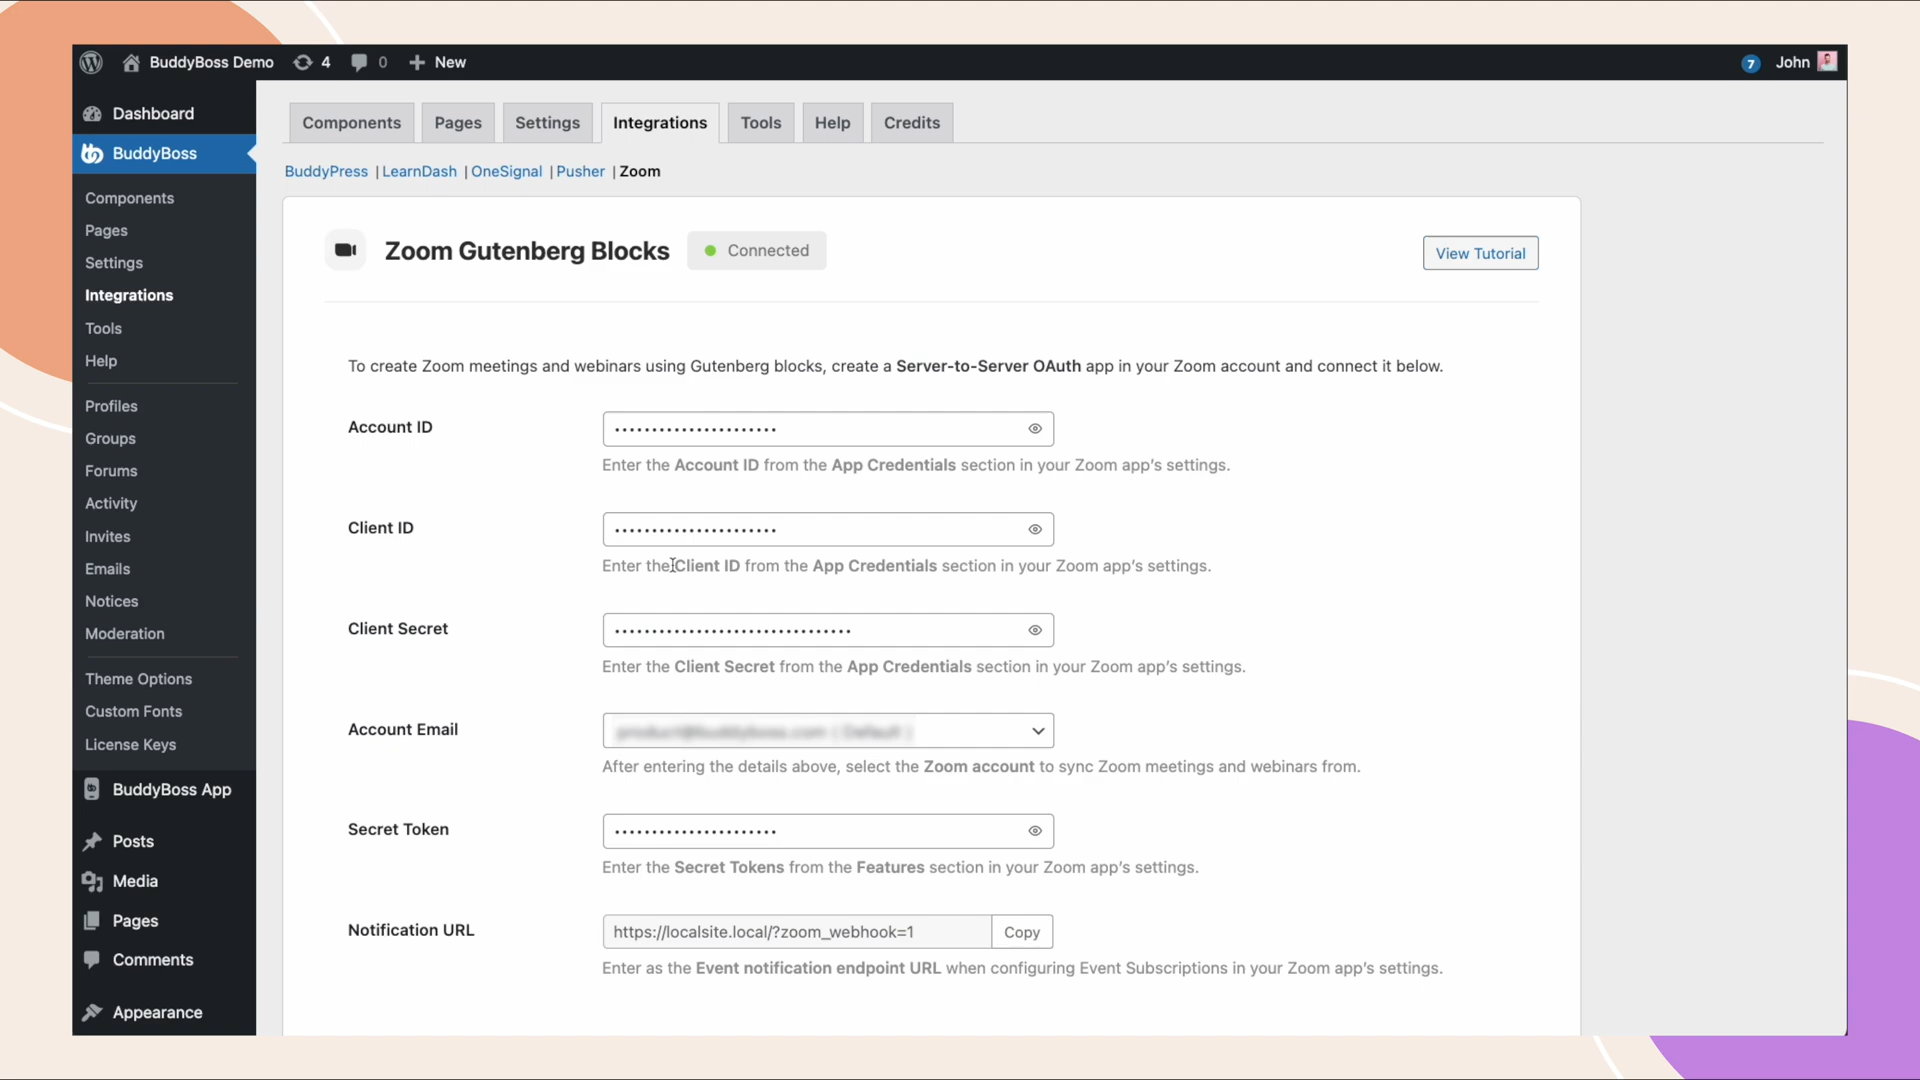 BuddyBoss Demo 4 0 New 7 John
Dashboard
BuddyBoss
Components
Pages
Settings
Integrations
Tools
Help
Profiles
Groups
Forums
Activity
Invites
Emails
Notices
Moderation
Theme Options
Custom Fonts
License Keys
BuddyBoss App
Posts
Media
Pages
Comments
Appearance
Components Pages Settings Integrations Tools Help Credits
BuddyPress | LearnDash | OneSignal | Pusher | Zoom
Zoom Gutenberg Blocks Connected View Tutorial
To create Zoom meetings and webinars using Gutenberg blocks, create a Server-to-Server OAuth app in your Zoom account and connect it below.
Account ID
Enter the Account ID from the App Credentials section in your Zoom app's settings.
Client ID
Enter the Client ID from the App Credentials section in your Zoom app's settings.
Client Secret
Enter the Client Secret from the App Credentials section in your Zoom app's settings.
Account Email
After entering the details above, select the Zoom account to sync Zoom meetings and webinars from.
Secret Token
Enter the Secret Tokens from the Features section in your Zoom app's settings.
Notification URL https://localsite.local/?zoom_webhook=1 Copy
Enter as the Event notification endpoint URL when configuring Event Subscriptions in your Zoom app's settings.